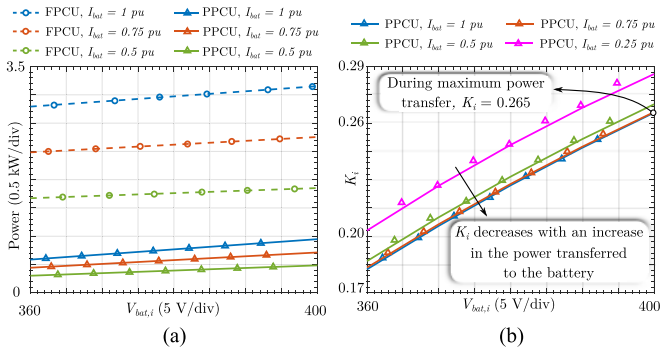 FPCU, I_bat = 1 pu
PPCU, I_bat = 1 pu
FPCU, I_bat = 0.75 pu
PPCU, I_bat = 0.75 pu
FPCU, I_bat = 0.5 pu
PPCU, I_bat = 0.5 pu
3.5
Power (0.5 kW/div)
0
360
V_bat,i (5 V/div)
400
(a)
PPCU, I_bat = 1 pu
PPCU, I_bat = 0.75 pu
PPCU, I_bat = 0.5 pu
PPCU, I_bat = 0.25 pu
0.29
During maximum power
transfer, K_i = 0.265
0.26
K_i
0.20
K_i decreases with an increase
in the power transferred
to the battery
0.17
360
V_bat,i (5 V/div)
400
(b)